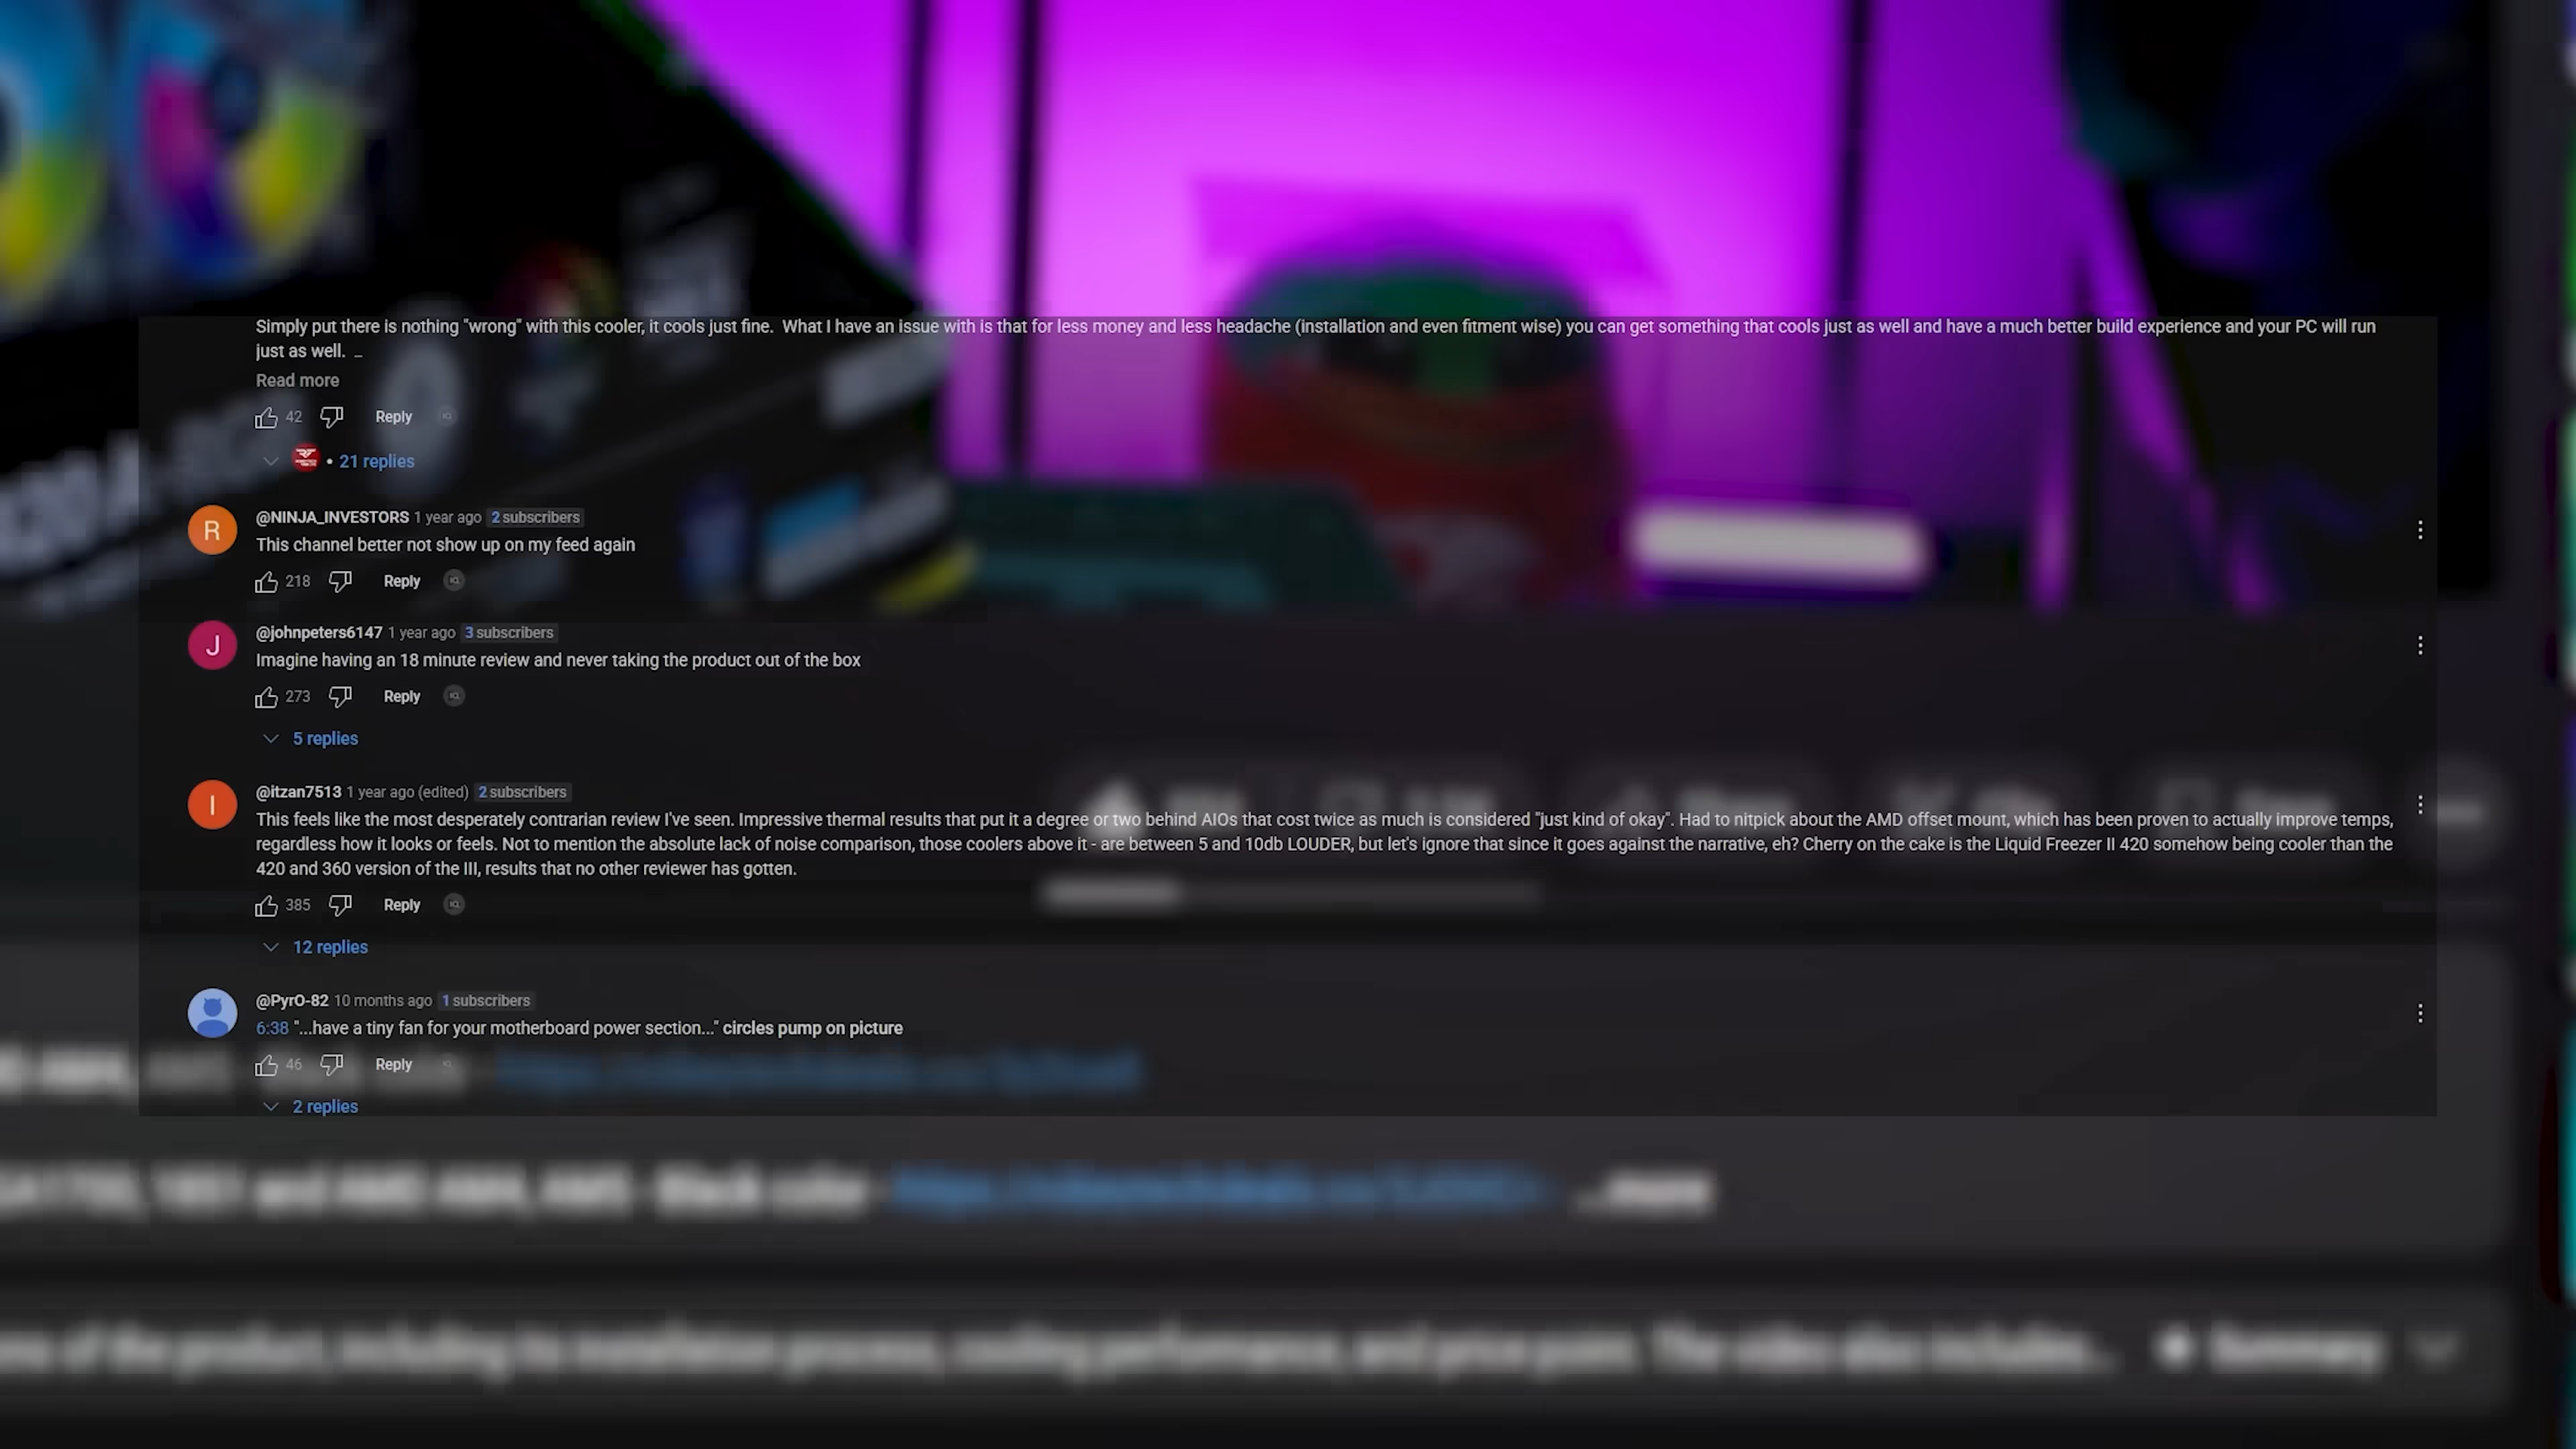 Simply put there is nothing "wrong" with this cooler, it cools just fine.  What I have an issue with is that for less money and less headache (installation and even fitment wise) you can get something that cools just as well and have a much better build experience and your PC will run
just as well. ...
Read more
42 Reply
• 21 replies
R
@NINJA_INVESTORS 1 year ago 2 subscribers
This channel better not show up on my feed again
218 Reply
J
@johnpeters6147 1 year ago 3 subscribers
Imagine having an 18 minute review and never taking the product out of the box
273 Reply
5 replies
I
@itzan7513 1 year ago (edited) 2 subscribers
This feels like the most desperately contrarian review I've seen. Impressive thermal results that put it a degree or two behind AIOs that cost twice as much is considered "just kind of okay". Had to nitpick about the AMD offset mount, which has been proven to actually improve temps,
regardless how it looks or feels. Not to mention the absolute lack of noise comparison, those coolers above it - are between 5 and 10db LOUDER, but let's ignore that since it goes against the narrative, eh? Cherry on the cake is the Liquid Freezer II 420 somehow being cooler than the
420 and 360 version of the III, results that no other reviewer has gotten.
385 Reply
12 replies
@PyrO-82 10 months ago 1 subscribers
6:38 "...have a tiny fan for your motherboard power section..." circles pump on picture
46 Reply
2 replies
...more
Summary